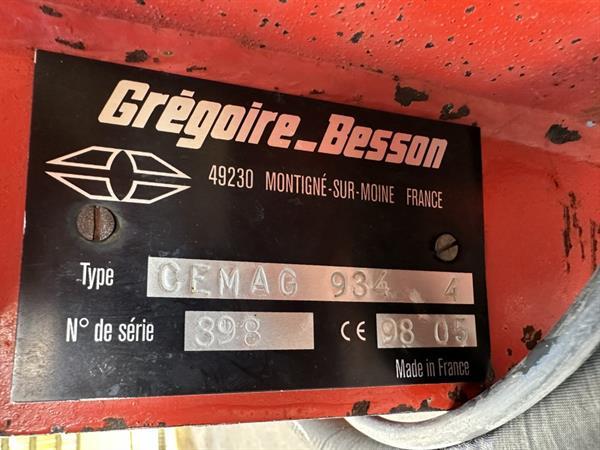 Grégoire_Besson
49230 MONTIGNÉ-SUR-MOINE FRANCE
Type CEMAG 934 4
N° de série 898 CE 98 05
Made in France